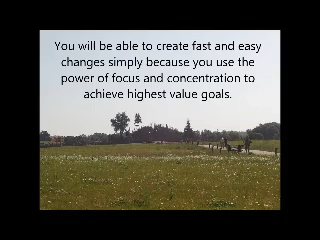 You will be able to create fast and easy
changes simply because you use the
power of focus and concentration to
achieve highest value goals.